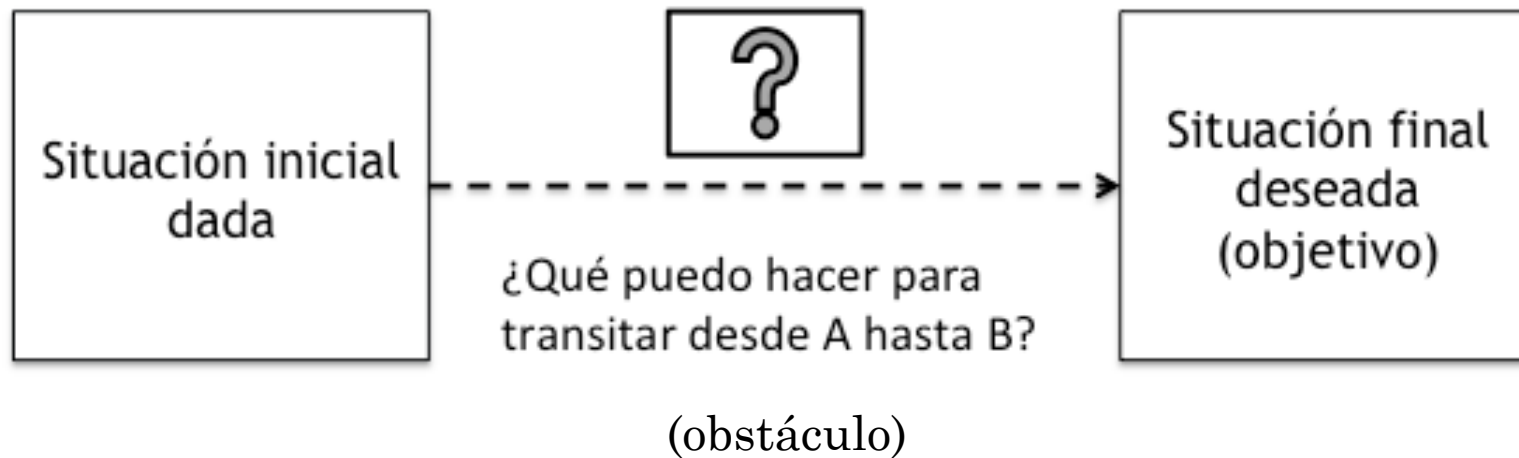 Situación inicial
dada
?
¿Qué puedo hacer para
transitar desde A hasta B?
(obstáculo)
Situación final
deseada
(objetivo)